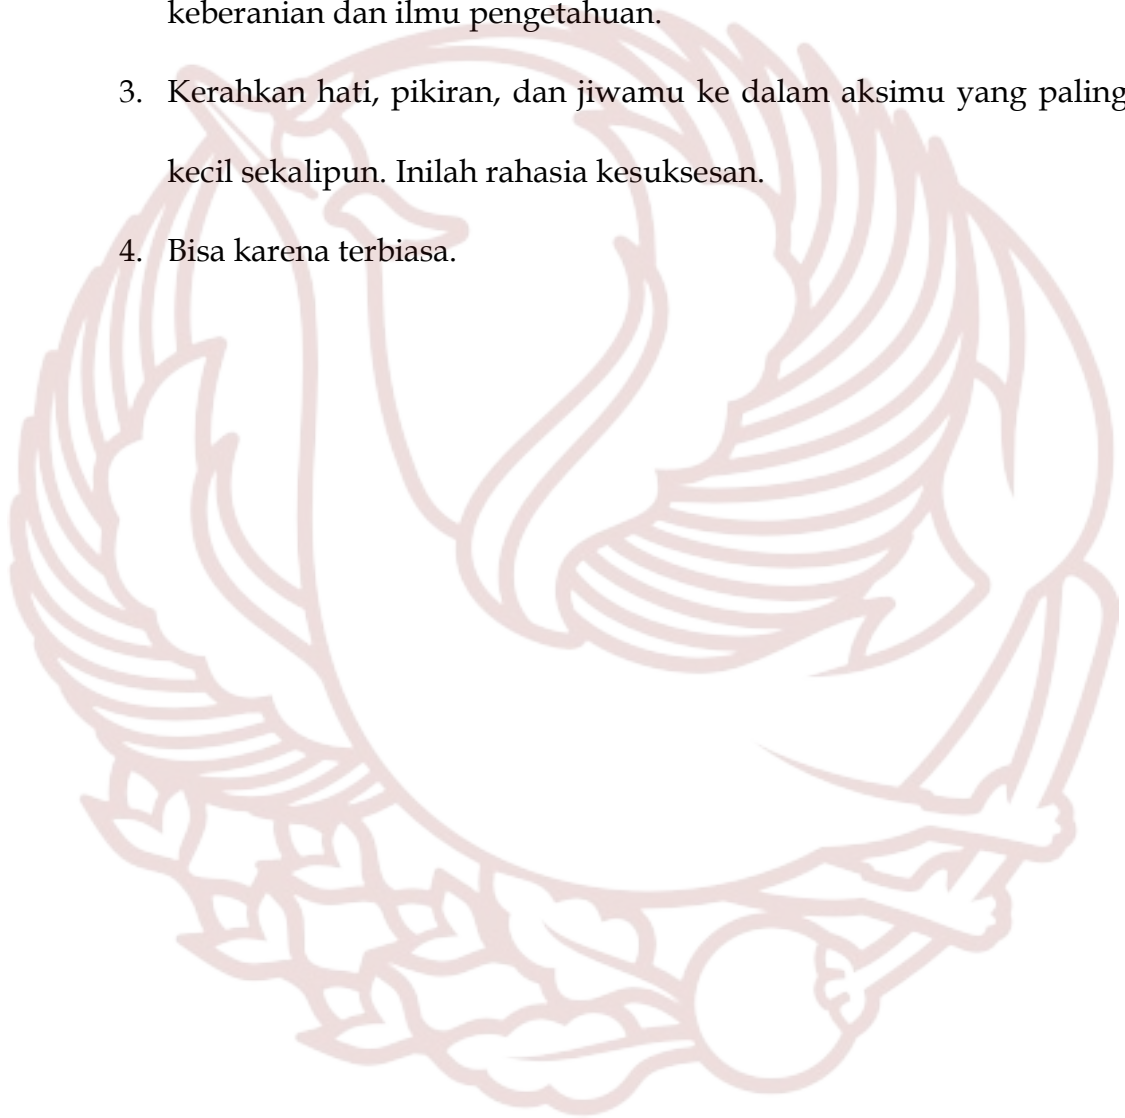 keberanian dan ilmu pengetahuan.
3. Kerahkan hati, pikiran, dan jiwamu ke dalam aksimu yang paling
kecil sekalipun. Inilah rahasia kesuksesan.
4. Bisa karena terbiasa.